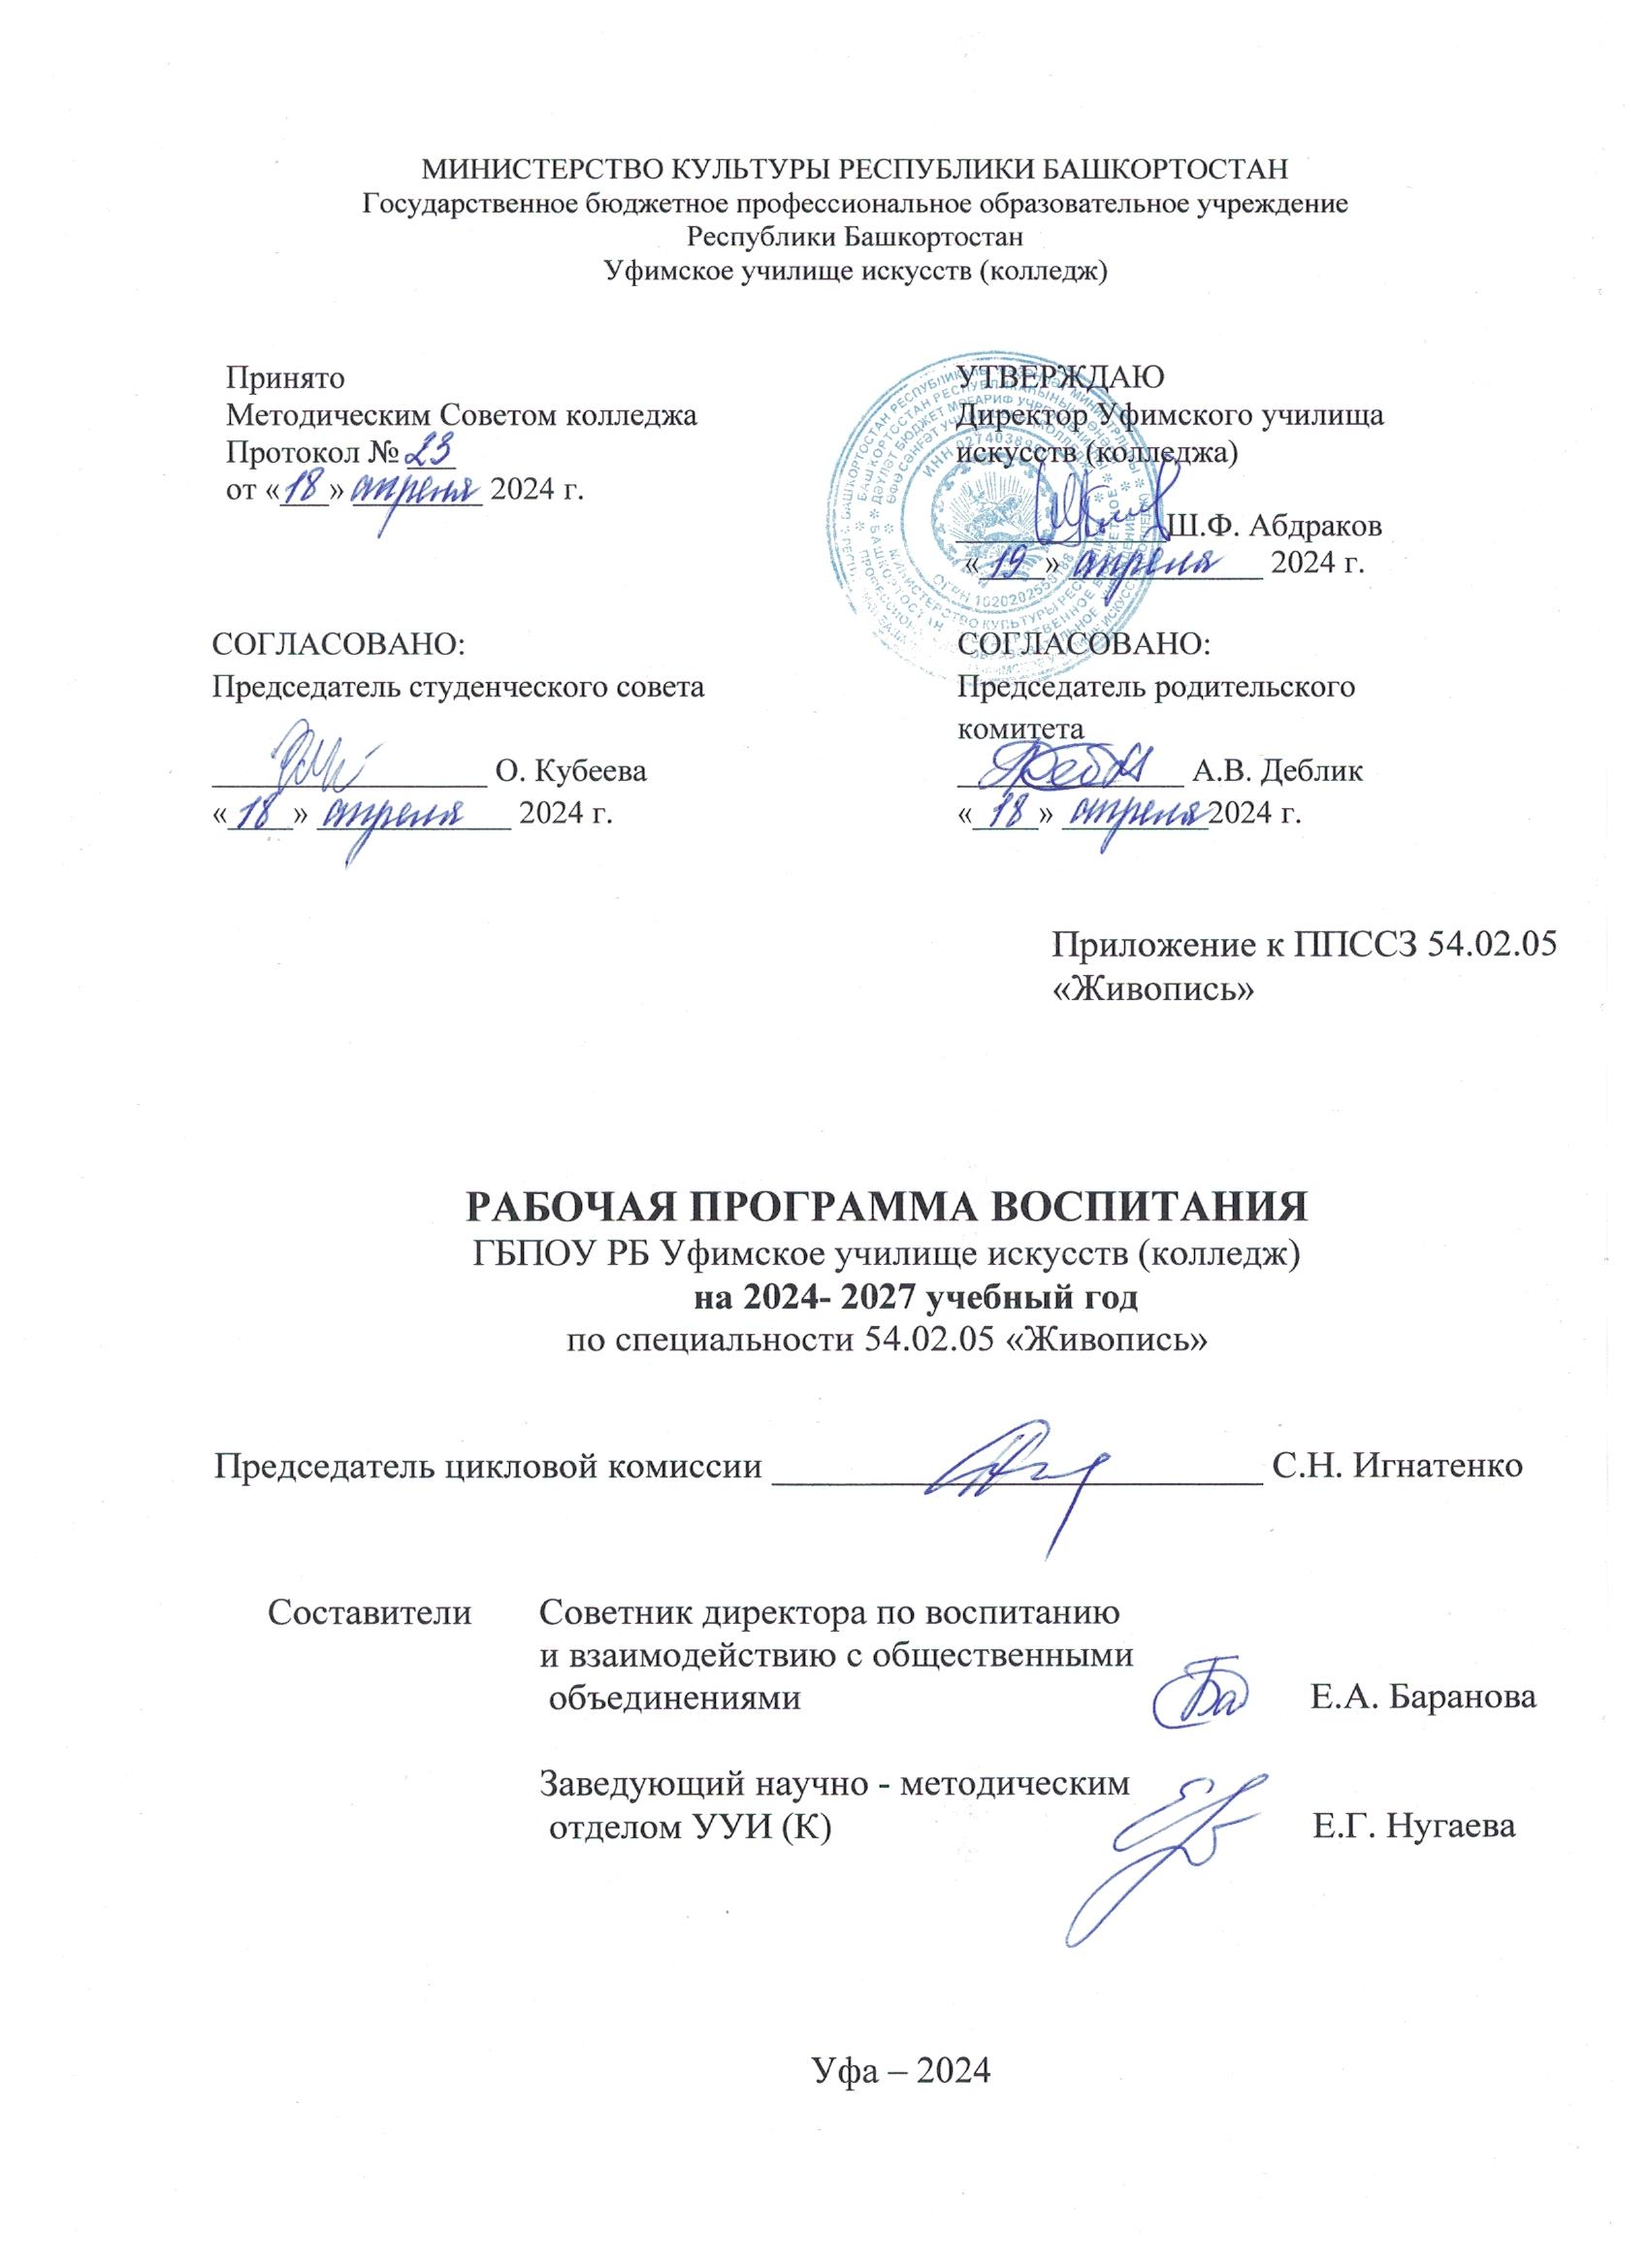 МИНИСТЕРСТВО КУЛЬТУРЫ РЕСПУБЛИКИ БАШКОРТОСТАН
Государственное бюджетное профессиональное образовательное учреждение
Республики Башкортостан
Уфимское училище искусств (колледж)
Принято
Методическим Советом колледжа
Протокол № 23
от «18» апреля 2024 г.
УТВЕРЖДАЮ
Директор Уфимского училища
искусств (колледжа)
Ш.Ф. Абдраков
«19» апреля 2024 г.
СОГЛАСОВАНО:
Председатель студенческого совета
О. Кубеева
«18» апреля 2024 г.
СОГЛАСОВАНО:
Председатель родительского
комитета
А.В. Деблик
«18» апреля 2024 г.
Приложение к ППССЗ 54.02.05
«Живопись»
РАБОЧАЯ ПРОГРАММА ВОСПИТАНИЯ
ГБПОУ РБ Уфимское училище искусств (колледж)
на 2024- 2027 учебный год
по специальности 54.02.05 «Живопись»
Председатель цикловой комиссии С.Н. Игнатенко
Составители Советник директора по воспитанию
и взаимодействию с общественными
объединениями Е.А. Баранова
Заведующий научно - методическим
отделом УУИ (К) Е.Г. Нугаева
Уфа – 2024